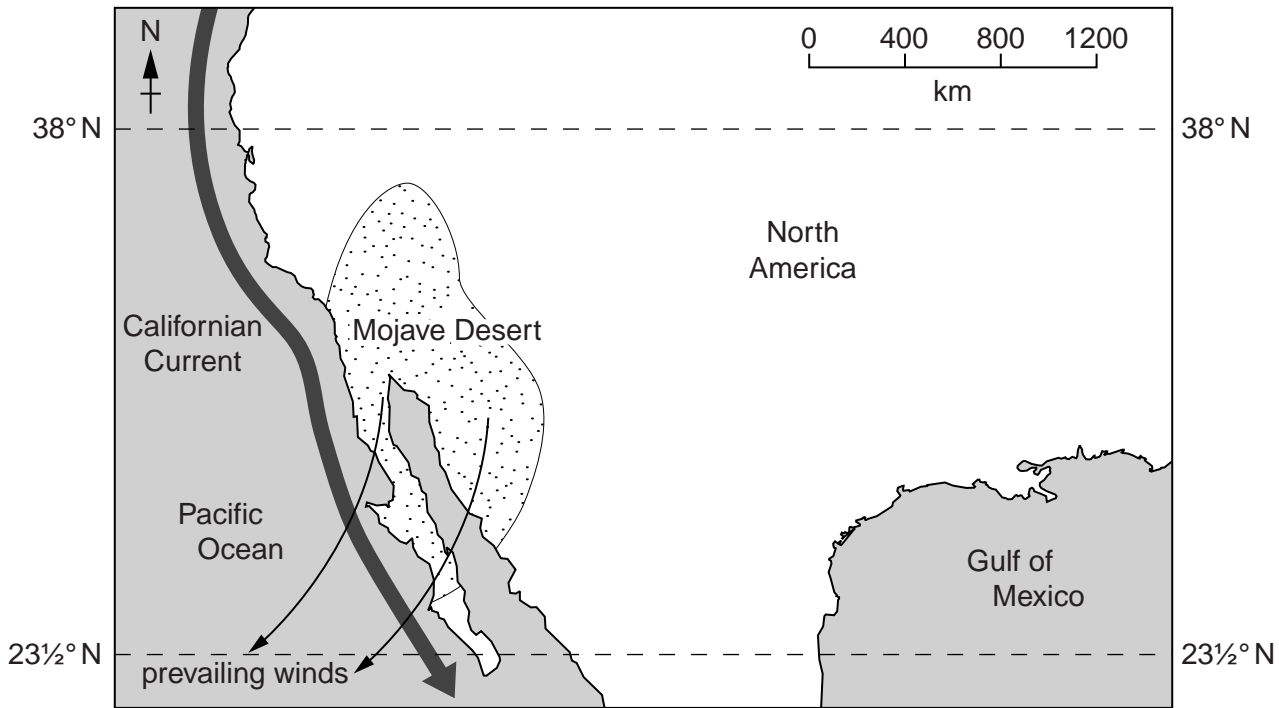 N
0 400 800 1200
km
38° N
38° N
North
America
Californian
Current
Mojave Desert
Pacific
Ocean
Gulf of
Mexico
23½° N
23½° N
prevailing winds